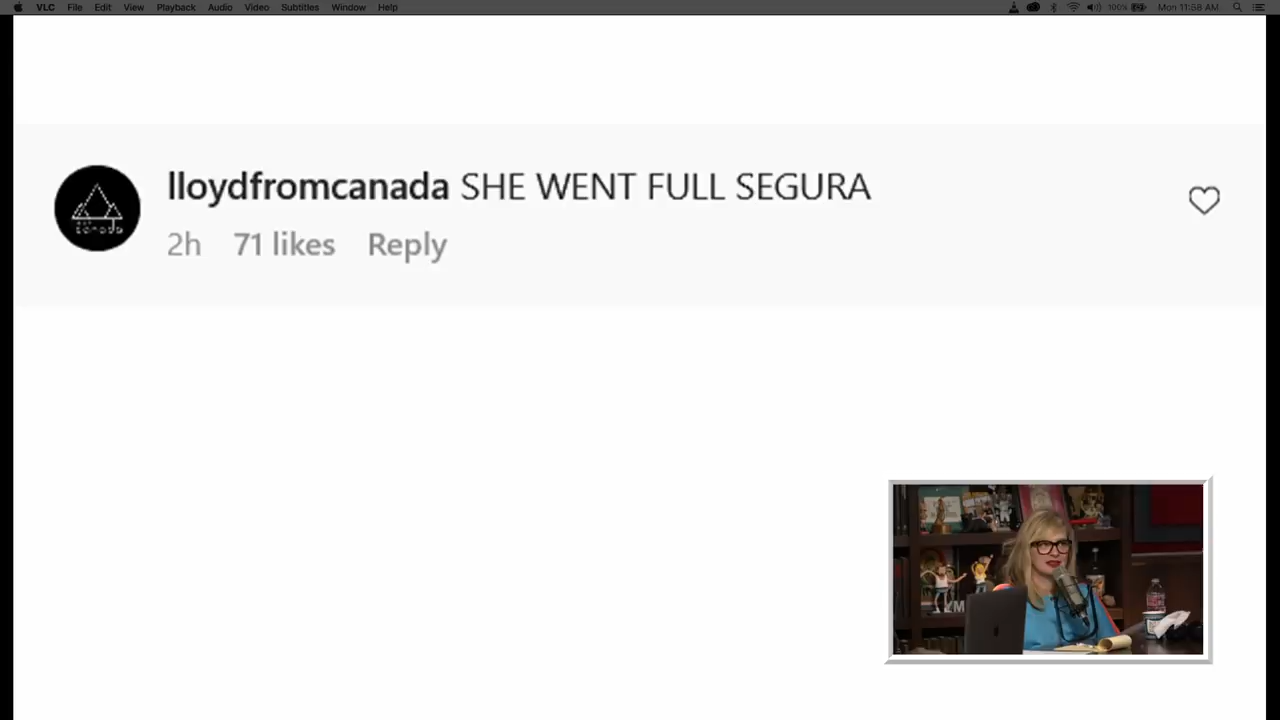 VLC File Edit View Playback Audio Video Subtitles Window Help 100% Mon 11:58 AM
lloydfromcanada SHE WENT FULL SEGURA
2h 71 likes Reply